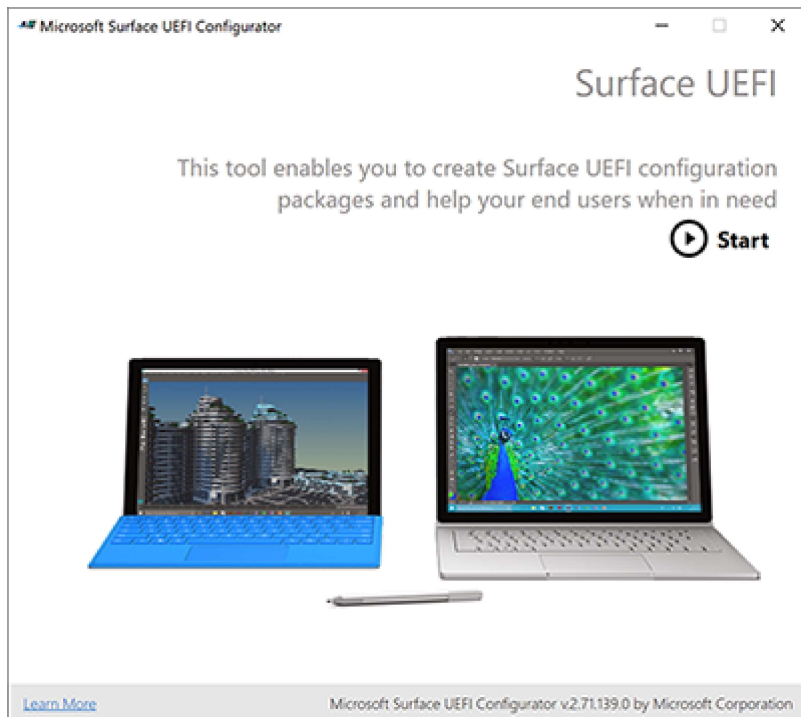 Microsoft Surface UEFI Configurator
Surface UEFI
This tool enables you to create Surface UEFI configuration
packages and help your end users when in need
Start
Learn More
Microsoft Surface UEFI Configurator v.2.71.139.0 by Microsoft Corporation